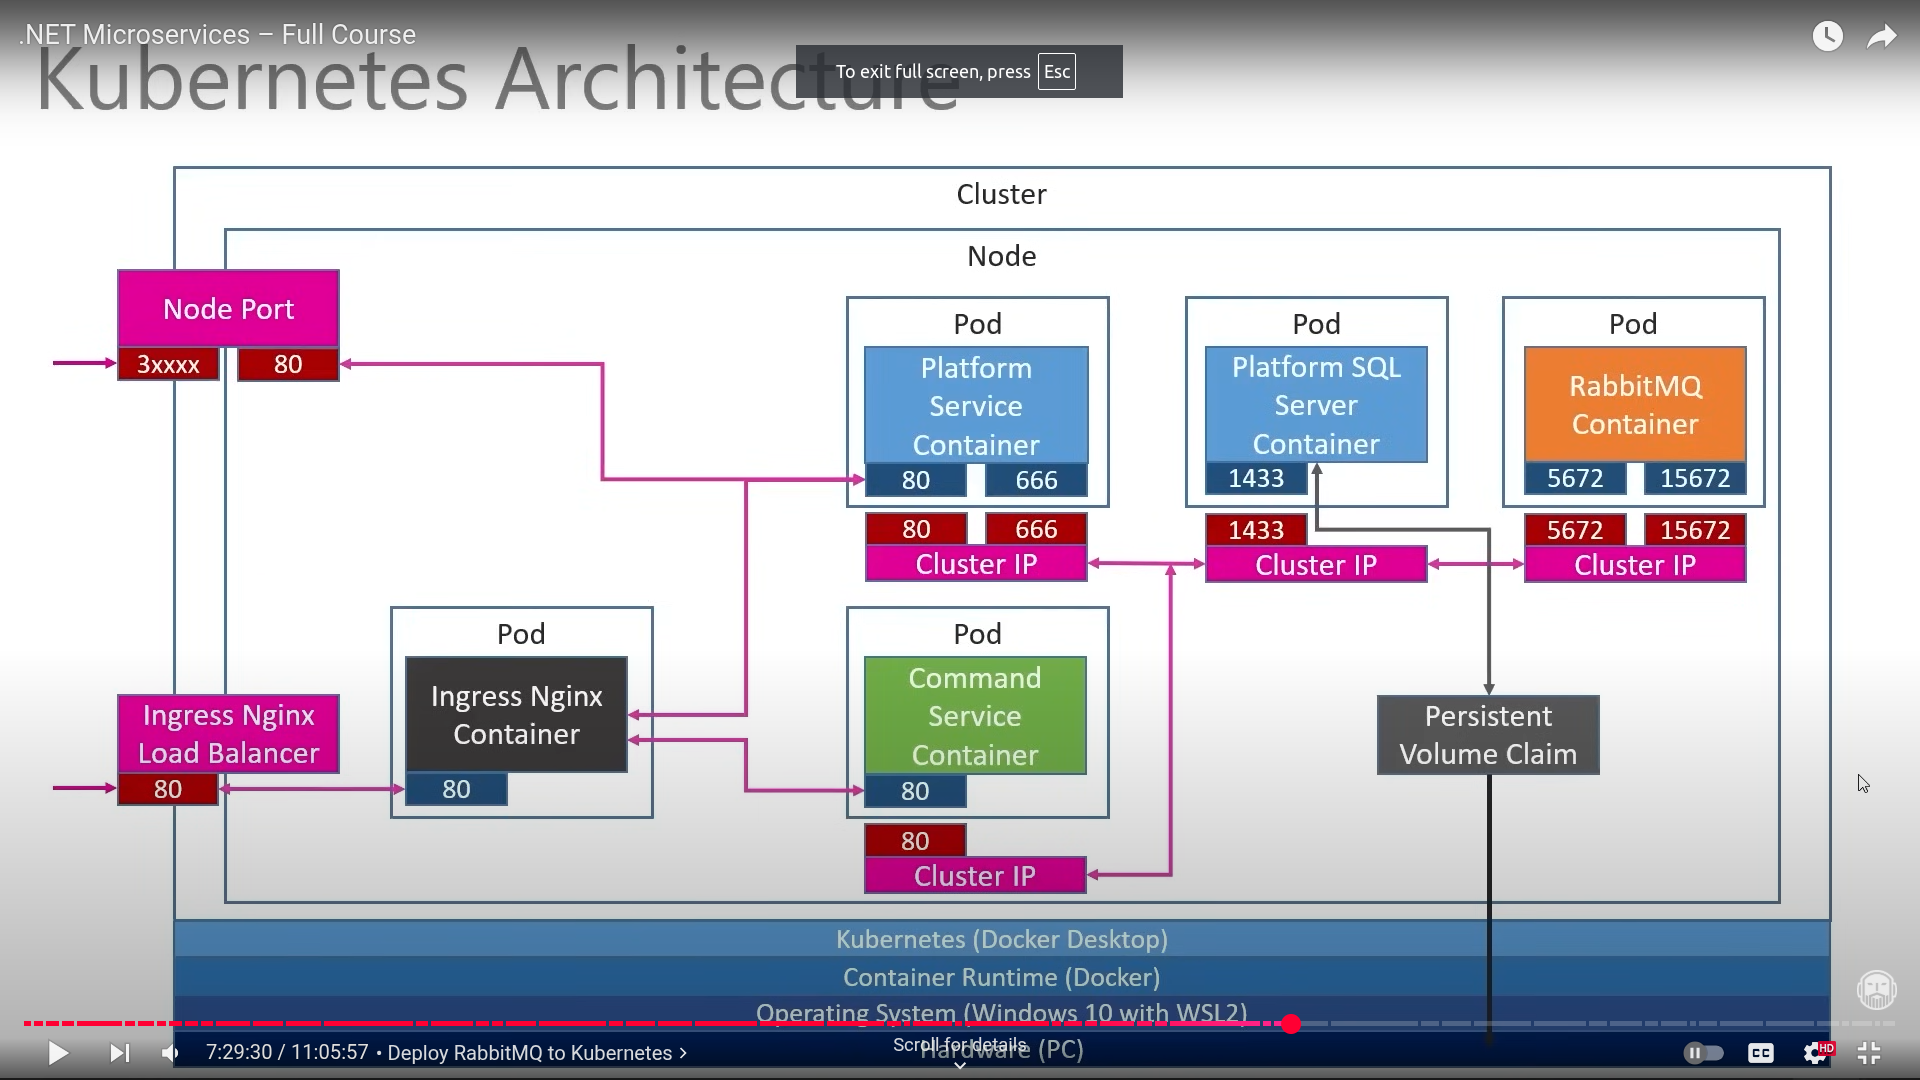 .NET Microservices – Full Course
Kubernetes Architecture
To exit full screen, press Esc
Cluster
Node
Node Port
3xxxx 80
Pod
Platform
Service
Container
80 666
80 666
Cluster IP
Pod
Platform SQL
Server
Container
1433
1433
Cluster IP
Pod
RabbitMQ
Container
5672 15672
5672 15672
Cluster IP
Ingress Nginx
Load Balancer
80
Pod
Ingress Nginx
Container
80
Pod
Command
Service
Container
80
80
Cluster IP
Persistent
Volume Claim
Kubernetes (Docker Desktop)
Container Runtime (Docker)
Operating System (Windows 10 with WSL2)
Hardware (PC)
7:29:30 / 11:05:57 • Deploy RabbitMQ to Kubernetes
Scroll for details
CC
HD